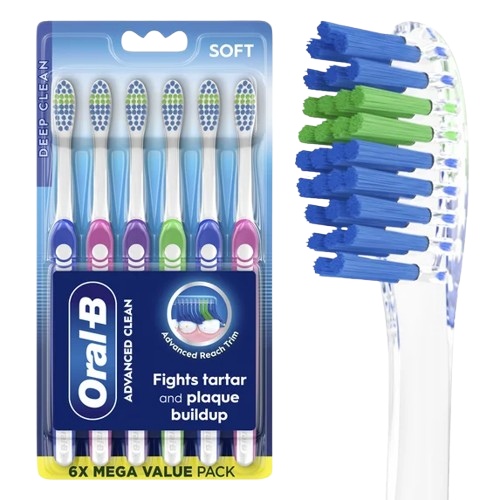 SOFT
DEEP CLEAN
Oral-B
ADVANCED CLEAN
Advanced Reach Trim
Fights tartar
and plaque
buildup
6X MEGA VALUE PACK